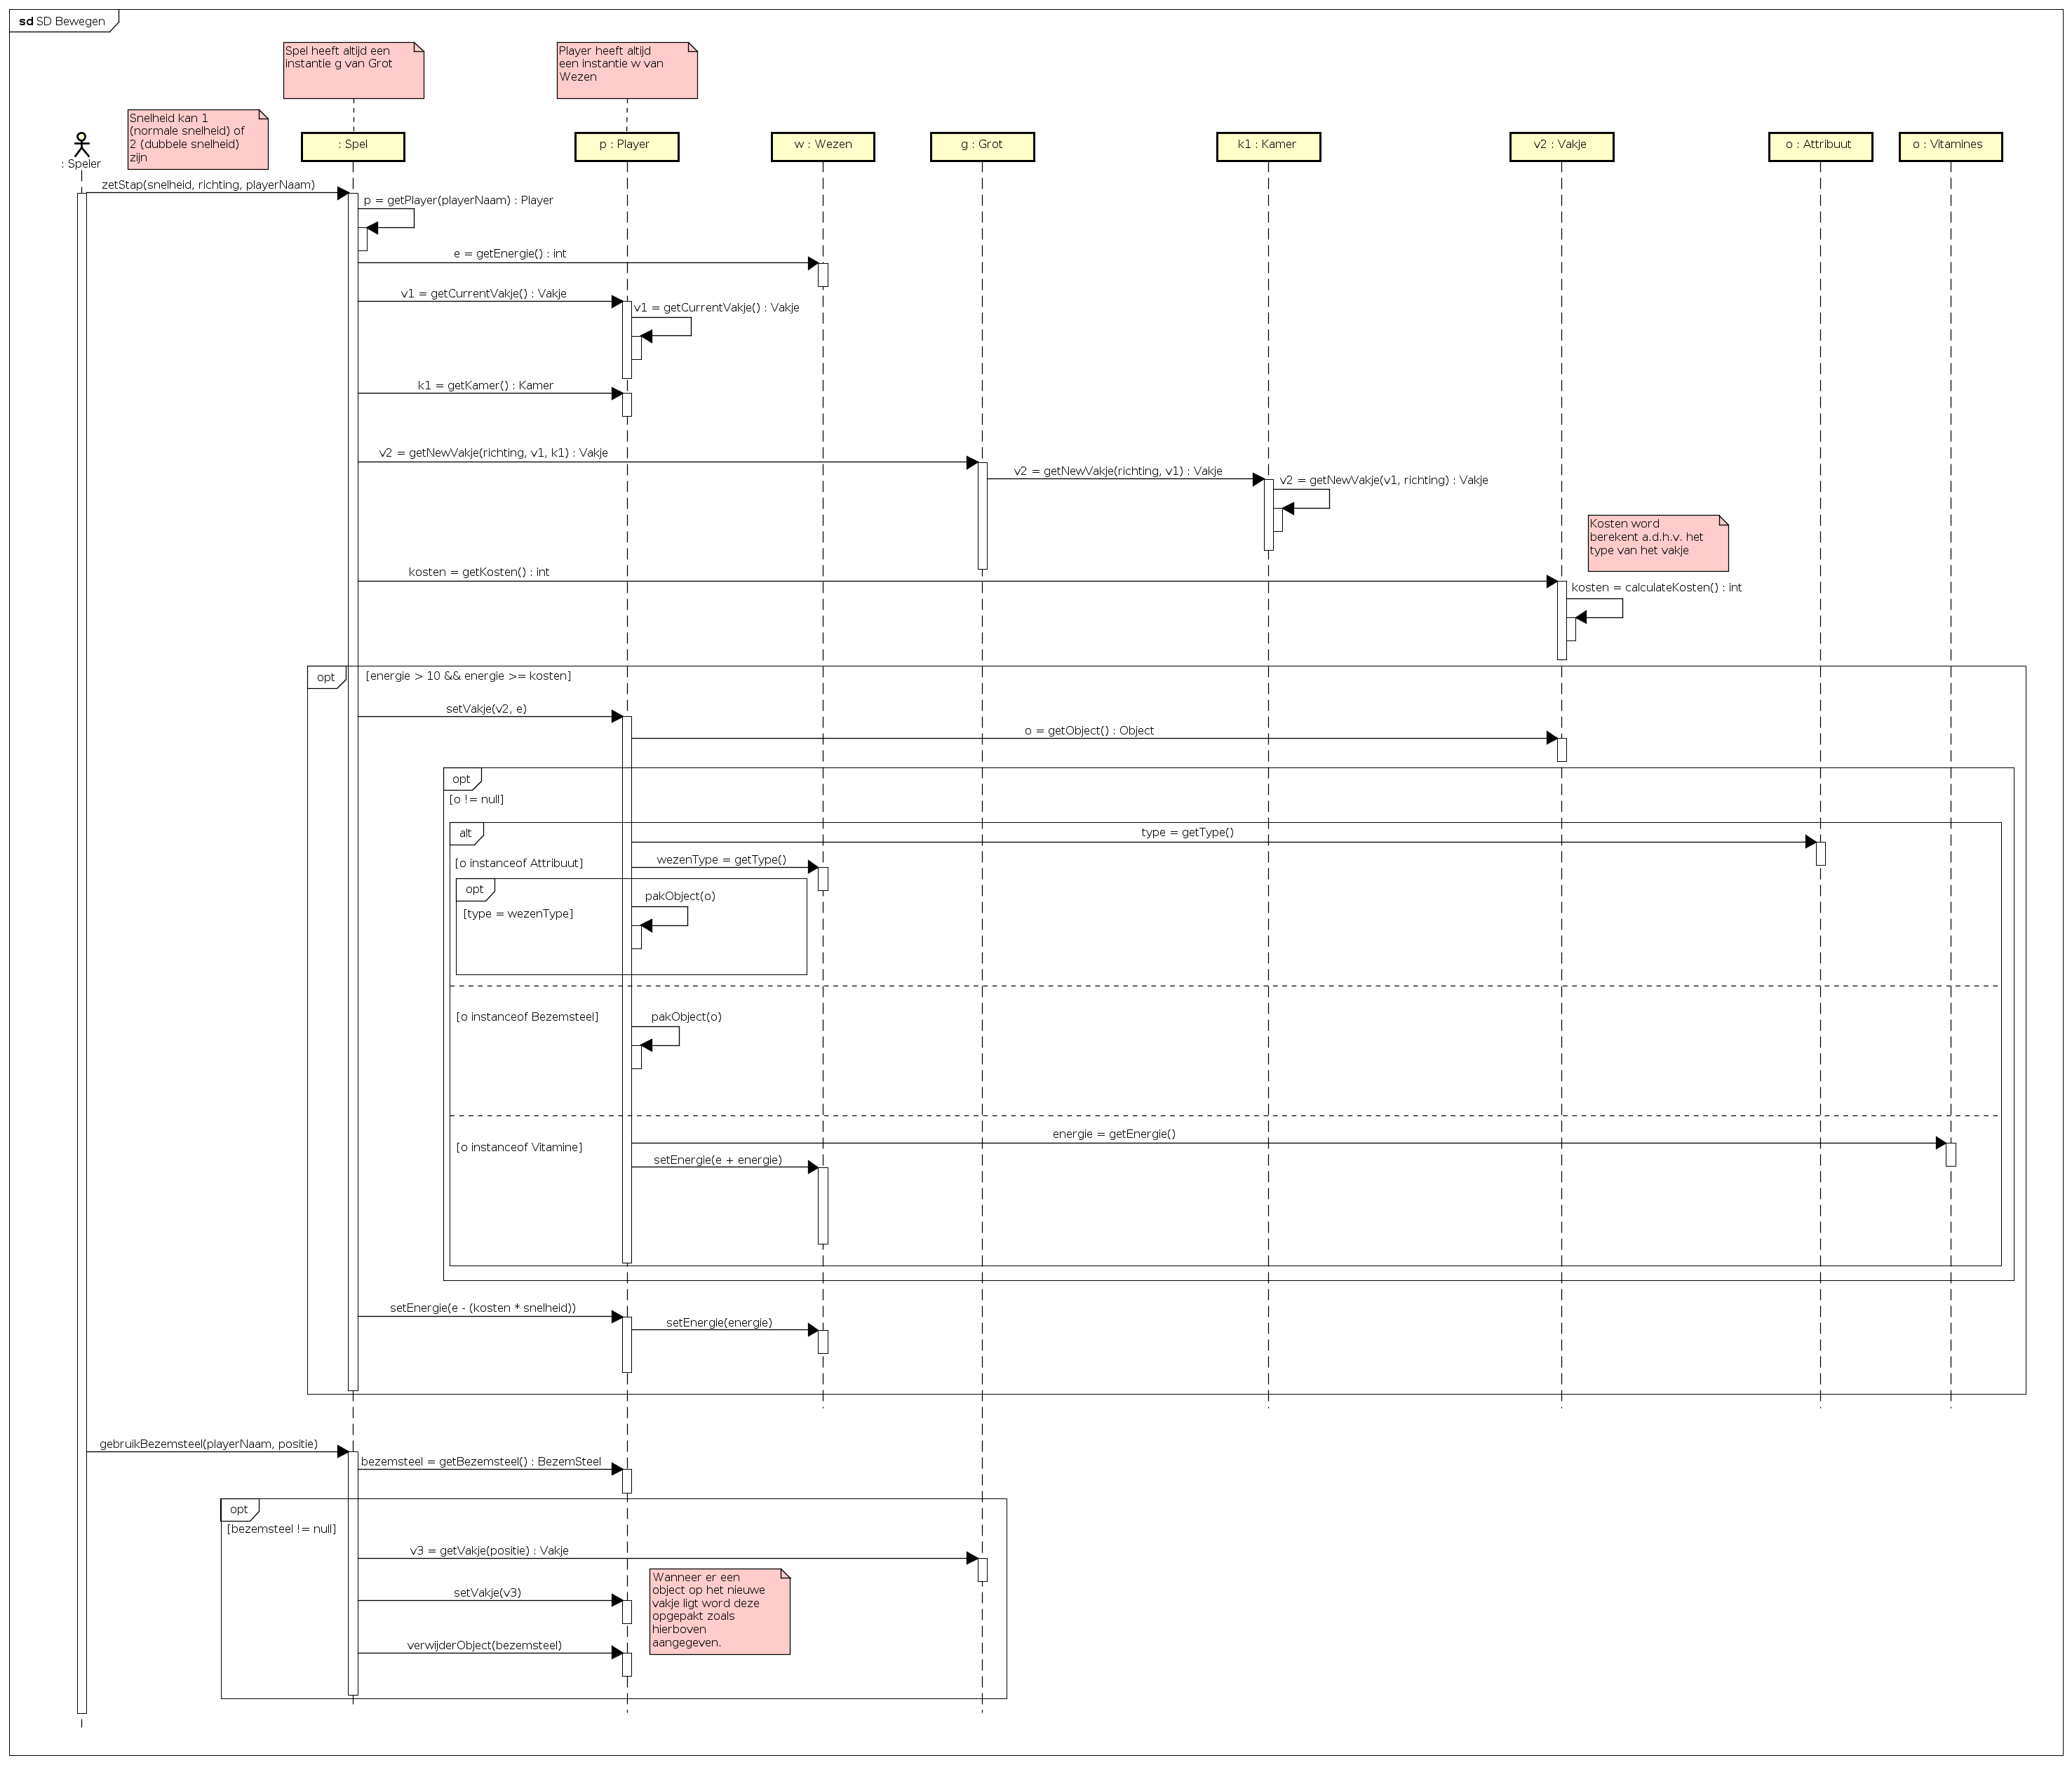 sd SD Bewegen
Spel heeft altijd een
instantie g van Grot
Player heeft altijd
een instantie w van
Wezen
Snelheid kan 1
(normale snelheid) of
2 (dubbele snelheid)
zijn
: Speler
: Spel
p : Player
w : Wezen
g : Grot
k1 : Kamer
v2 : Vakje
o : Attribuut
o : Vitamines
zetStap(snelheid, richting, playerNaam)
p = getPlayer(playerNaam) : Player
e = getEnergie() : int
v1 = getCurrentVakje() : Vakje
v1 = getCurrentVakje() : Vakje
k1 = getKamer() : Kamer
v2 = getNewVakje(richting, v1, k1) : Vakje
v2 = getNewVakje(richting, v1) : Vakje
v2 = getNewVakje(v1, richting) : Vakje
Kosten word
berekent a.d.h.v. het
type van het vakje
kosten = getKosten() : int
kosten = calculateKosten() : int
opt
[energie > 10 && energie >= kosten]
setVakje(v2, e)
o = getObject() : Object
opt
[o != null]
alt
type = getType()
[o instanceof Attribuut]
wezenType = getType()
opt
pakObject(o)
[type = wezenType]
[o instanceof Bezemsteel]
pakObject(o)
energie = getEnergie()
[o instanceof Vitamine]
setEnergie(e + energie)
setEnergie(e - (kosten * snelheid))
setEnergie(energie)
gebruikBezemsteel(playerNaam, positie)
bezemsteel = getBezemsteel() : BezemSteel
opt
[bezemsteel != null]
v3 = getVakje(positie) : Vakje
Wanneer er een
object op het nieuwe
vakje ligt word deze
opgepakt zoals
hierboven
aangegeven.
setVakje(v3)
verwijderObject(bezemsteel)